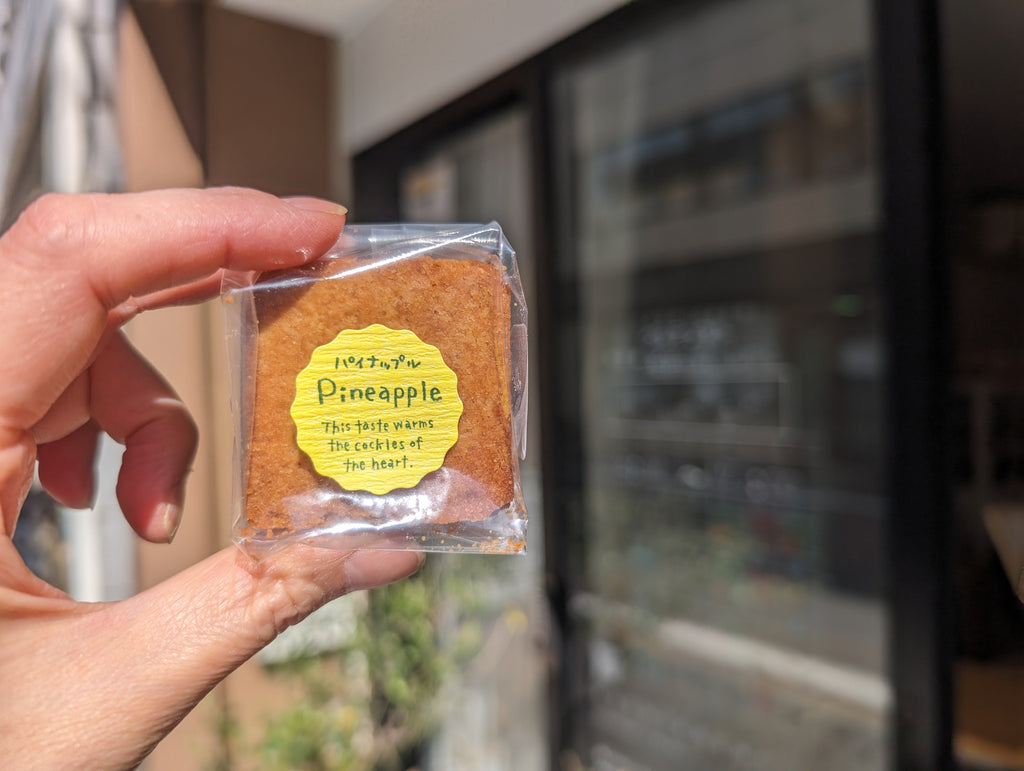 パイナップル
Pineapple
This taste warms
the cockles of
the heart.